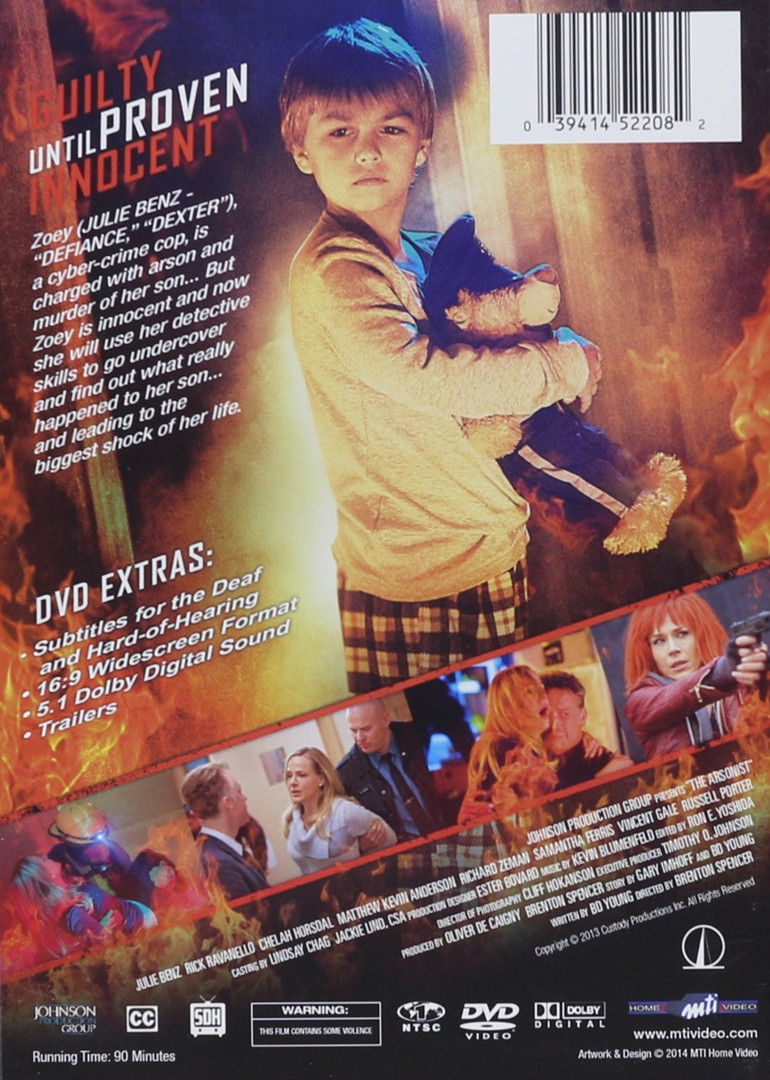 GUILTY
UNTIL PROVEN
INNOCENT
Zoey (JULIE BENZ -
"DEFIANCE," "DEXTER"),
a cyber-crime cop, is
charged with arson and
murder of her son... But
Zoey is innocent and now
she will use her detective
skills to go undercover
and find out what really
happened to her son...
and leading to the
biggest shock of her life.
0 39414 52208 2
DVD EXTRAS:
• Subtitles for the Deaf
and Hard-of-Hearing
• 16:9 Widescreen Format
• 5.1 Dolby Digital Sound
• Trailers
JOHNSON PRODUCTION GROUP PRESENTS "THE ARSONIST"
JULIE BENZ RICK RAVANELLO CHELAH HORSDAL MATTHEW KEVIN ANDERSON RICHARD ZEMAN SAMANTHA FERRIS VINCENT GALE RUSSELL PORTER
CASTING BY LINDSAY CHAG JACKIE LIND, CSA PRODUCTION DESIGNER ESTER BOVARD MUSIC BY KEVIN BLUMENFELD EDITED BY RON E. YOSHIDA
DIRECTOR OF PHOTOGRAPHY CLIFF HOKANSON EXECUTIVE PRODUCER TIMOTHY O. JOHNSON
PRODUCED BY OLIVER DE CAIGNY BRENTON SPENCER STORY BY GARY IMHOFF AND BD YOUNG
WRITTEN BY BD YOUNG DIRECTED BY BRENTON SPENCER
Copyright © 2013 Custody Productions Inc. All Rights Reserved
JOHNSON
PRODUCTION
GROUP
CC
SDH
WARNING:
THIS FILM CONTAINS SOME VIOLENCE
NTSC
DVD
VIDEO
DOLBY
DIGITAL
HOME mti VIDEO
www.mtivideo.com
Running Time: 90 Minutes
Artwork & Design © 2014 MTI Home Video